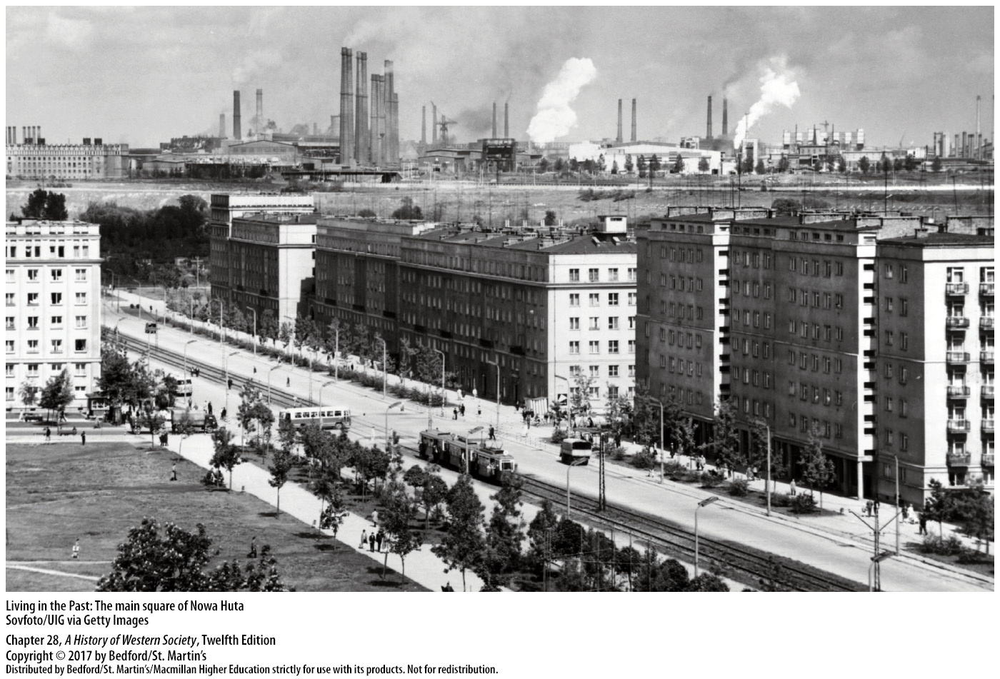 Living in the Past: The main square of Nowa Huta
Sovfoto/UIG via Getty Images
Chapter 28, A History of Western Society, Twelfth Edition
Copyright © 2017 by Bedford/St. Martin’s
Distributed by Bedford/St. Martin’s/Macmillan Higher Education strictly for use with its products. Not for redistribution.